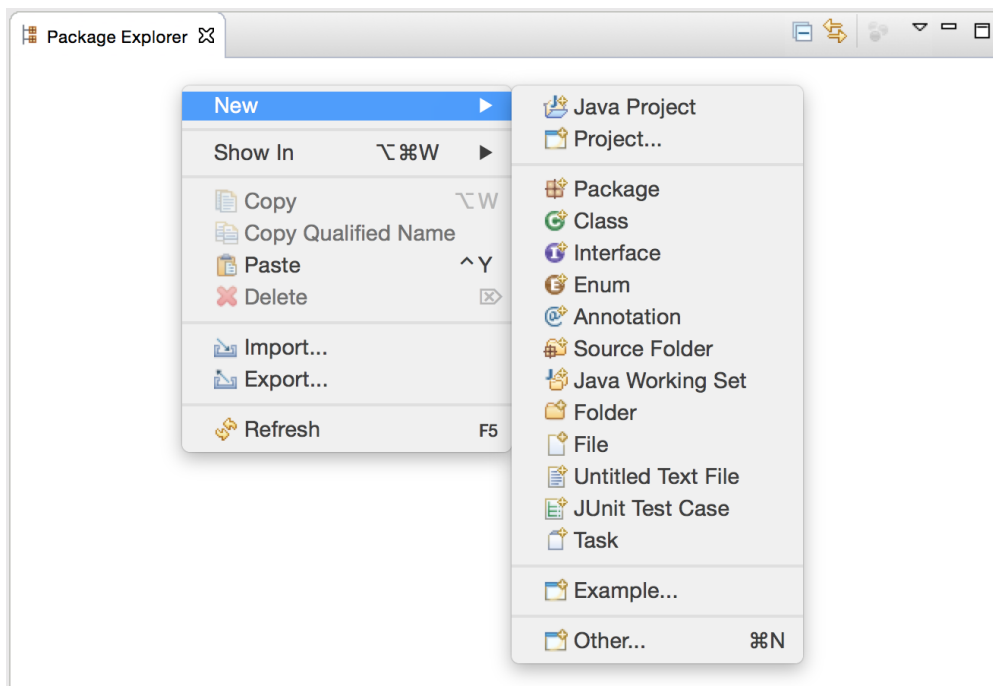 Package Explorer
New
Show In ⌥⌘W
Copy ⌥W
Copy Qualified Name
Paste ^Y
Delete ⌦
Import...
Export...
Refresh F5
Java Project
Project...
Package
Class
Interface
Enum
Annotation
Source Folder
Java Working Set
Folder
File
Untitled Text File
JUnit Test Case
Task
Example...
Other... ⌘N